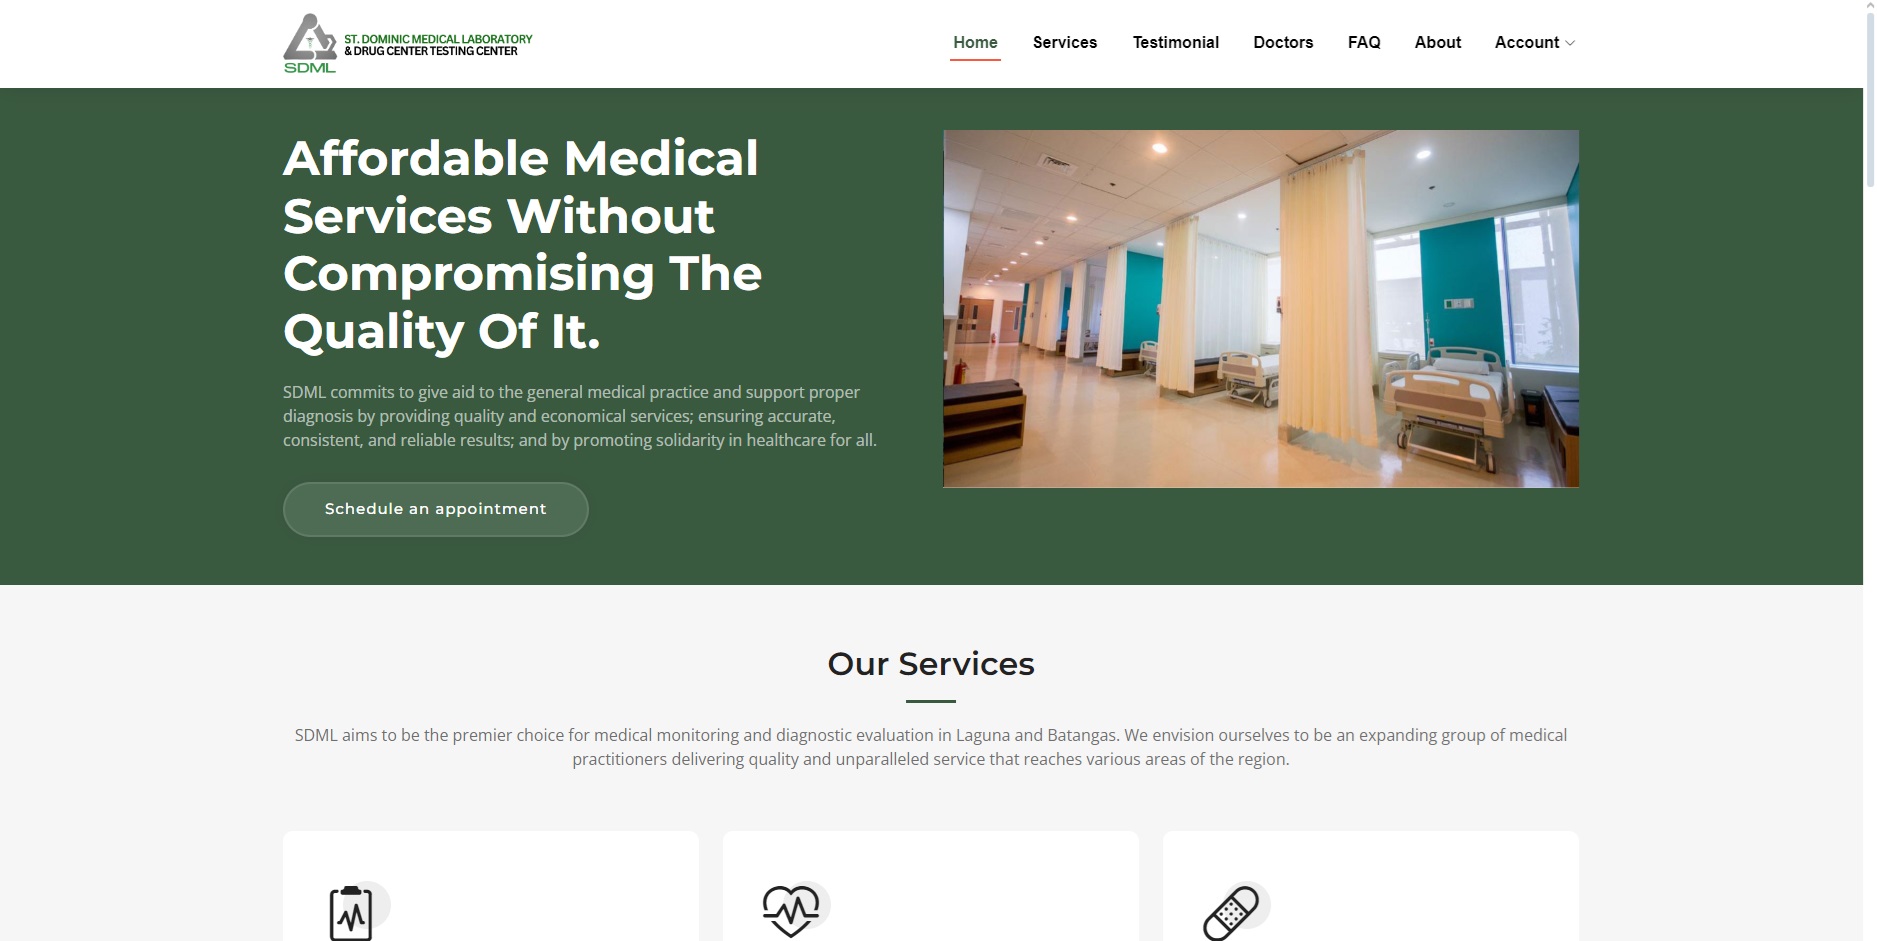 ST. DOMINIC MEDICAL LABORATORY
& DRUG CENTER TESTING CENTER
SDML
Home Services Testimonial Doctors FAQ About Account
Affordable Medical
Services Without
Compromising The
Quality Of It.
SDML commits to give aid to the general medical practice and support proper
diagnosis by providing quality and economical services; ensuring accurate,
consistent, and reliable results; and by promoting solidarity in healthcare for all.
Schedule an appointment
Our Services
SDML aims to be the premier choice for medical monitoring and diagnostic evaluation in Laguna and Batangas. We envision ourselves to be an expanding group of medical
practitioners delivering quality and unparalleled service that reaches various areas of the region.